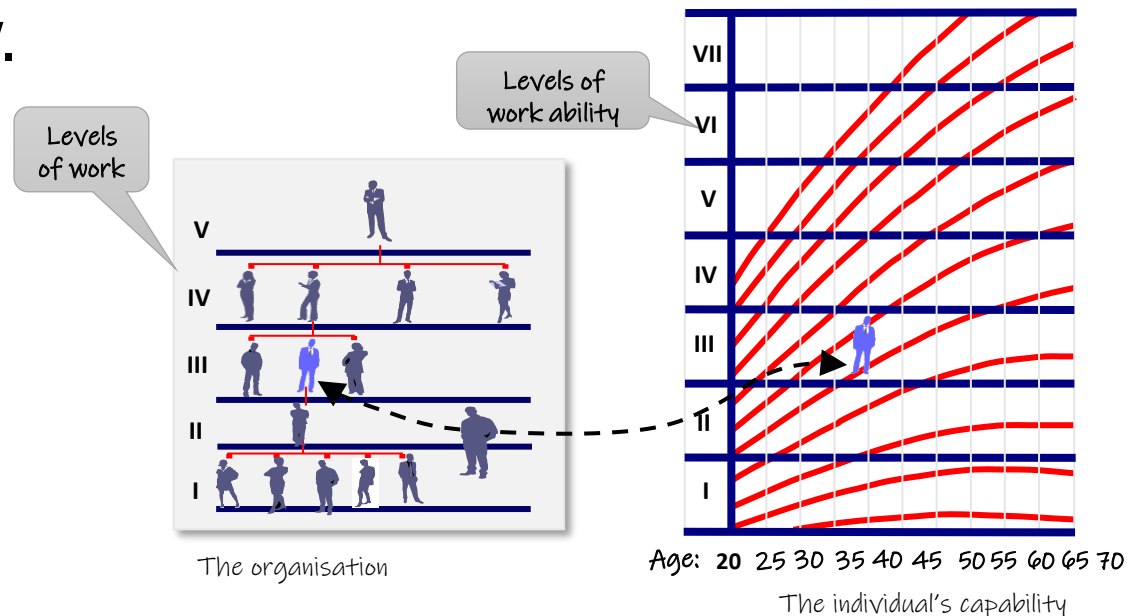 Levels
of work
V
IV
III
II
I
The organisation
Levels of
work ability
VII
VI
V
IV
III
II
I
Age: 20 25 30 35 40 45 50 55 60 65 70
The individual's capability